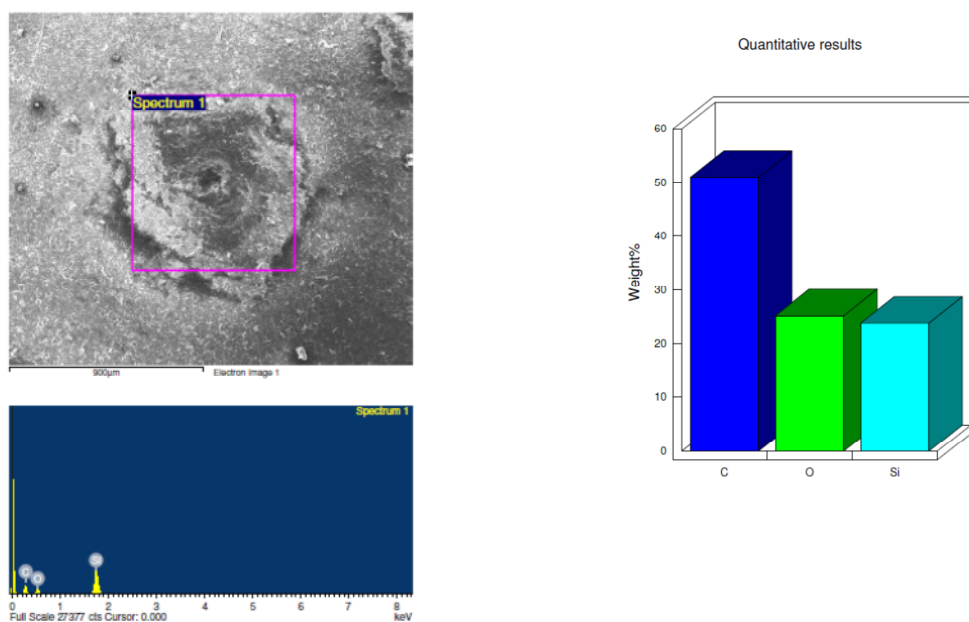 Spectrum 1
900µm Electron Image 1
Spectrum 1
C
O
Si
0 1 2 3 4 5 6 7 8
Full Scale 27377 cts Cursor: 0.000 keV
Quantitative results
Weight%
60
50
40
30
20
10
0
C O Si